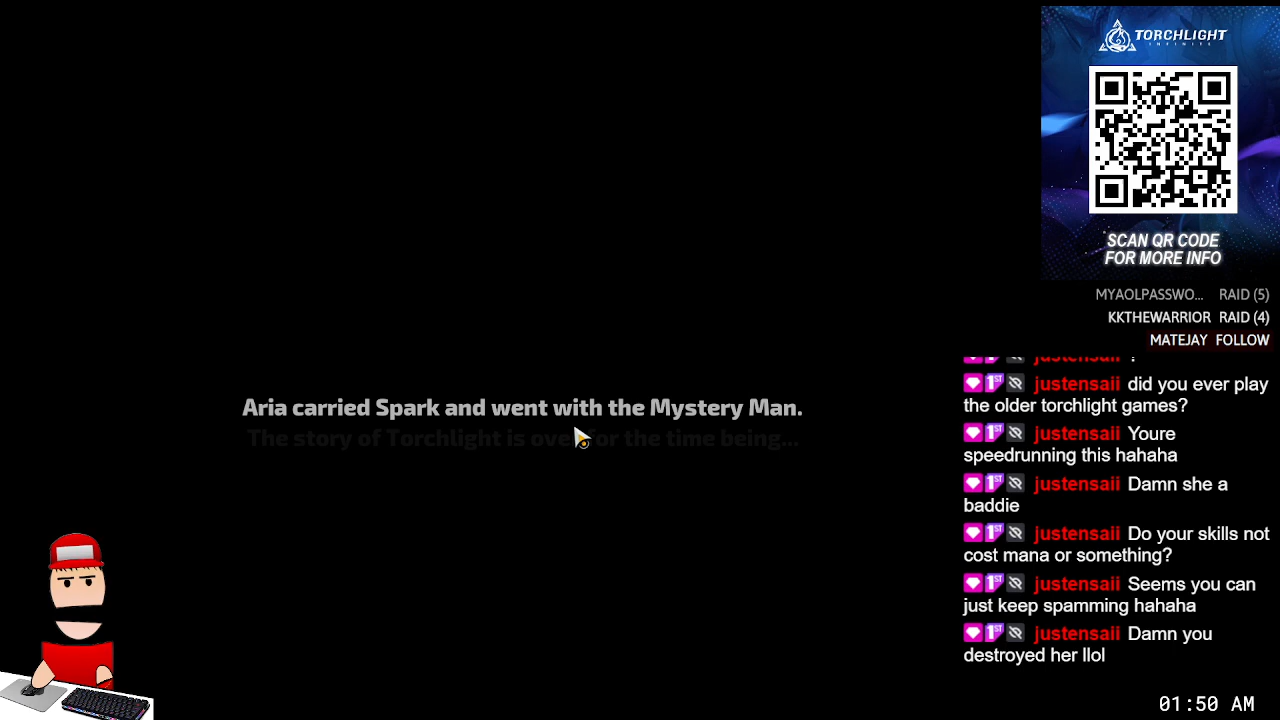 TORCHLIGHT
INFINITE
SCAN QR CODE
FOR MORE INFO
MYAOLPASSWO... RAID (5)
KKTHEWARRIOR RAID (4)
MATEJAY FOLLOW
Aria carried Spark and went with the Mystery Man.
The story of Torchlight is over for the time being...
justensaii did you ever play
the older torchlight games?
justensaii Youre
speedrunning this hahaha
justensaii Damn she a
baddie
justensaii Do your skills not
cost mana or something?
justensaii Seems you can
just keep spamming hahaha
justensaii Damn you
destroyed her llol
01:50 AM